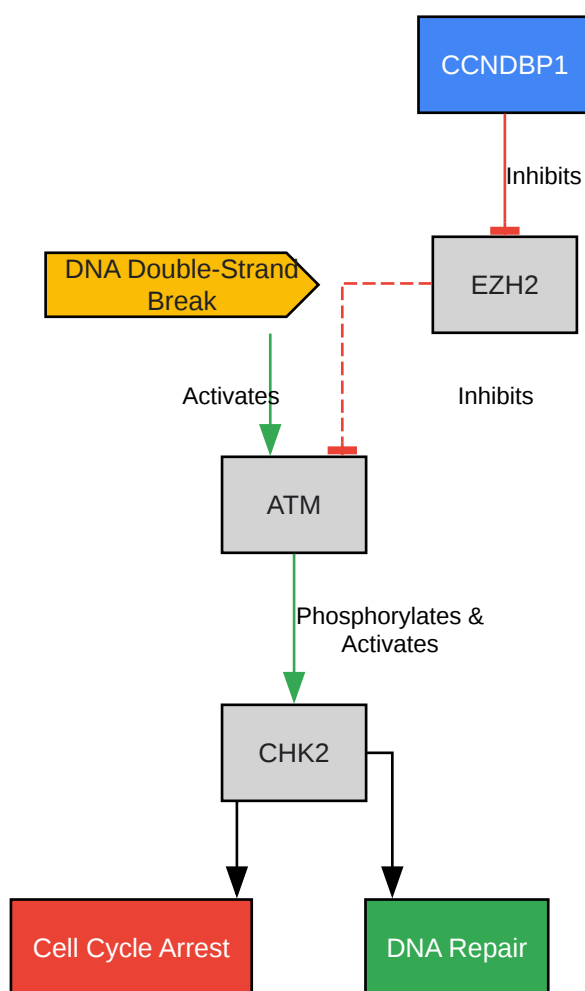 CCNDBP1
Inhibits
DNA Double-Strand
Break
EZH2
Activates
Inhibits
ATM
Phosphorylates &
Activates
CHK2
Cell Cycle Arrest
DNA Repair